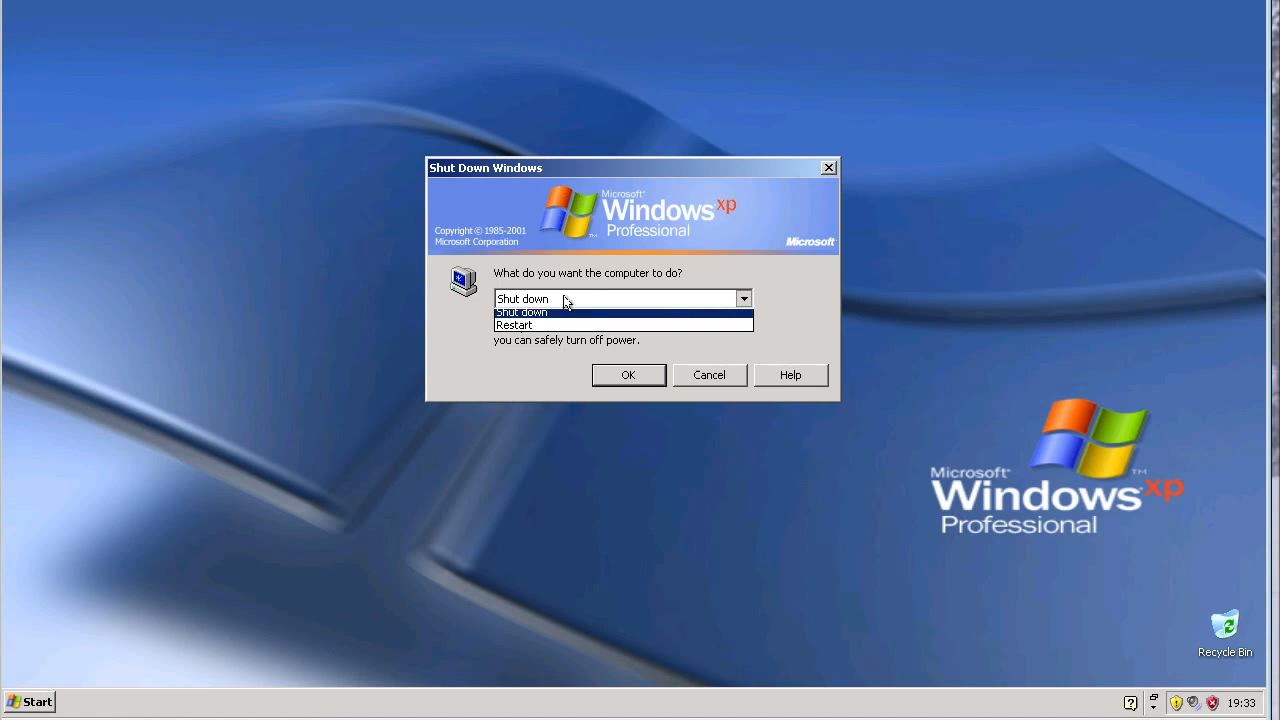 Shut Down Windows
Microsoft®
Windows xp
Professional
Copyright © 1985-2001
Microsoft Corporation
Microsoft
What do you want the computer to do?
Shut down
Shut down
Restart
you can safely turn off power.
OK
Cancel
Help
Microsoft®
Windows xp
Professional
Recycle Bin
Start
19:33